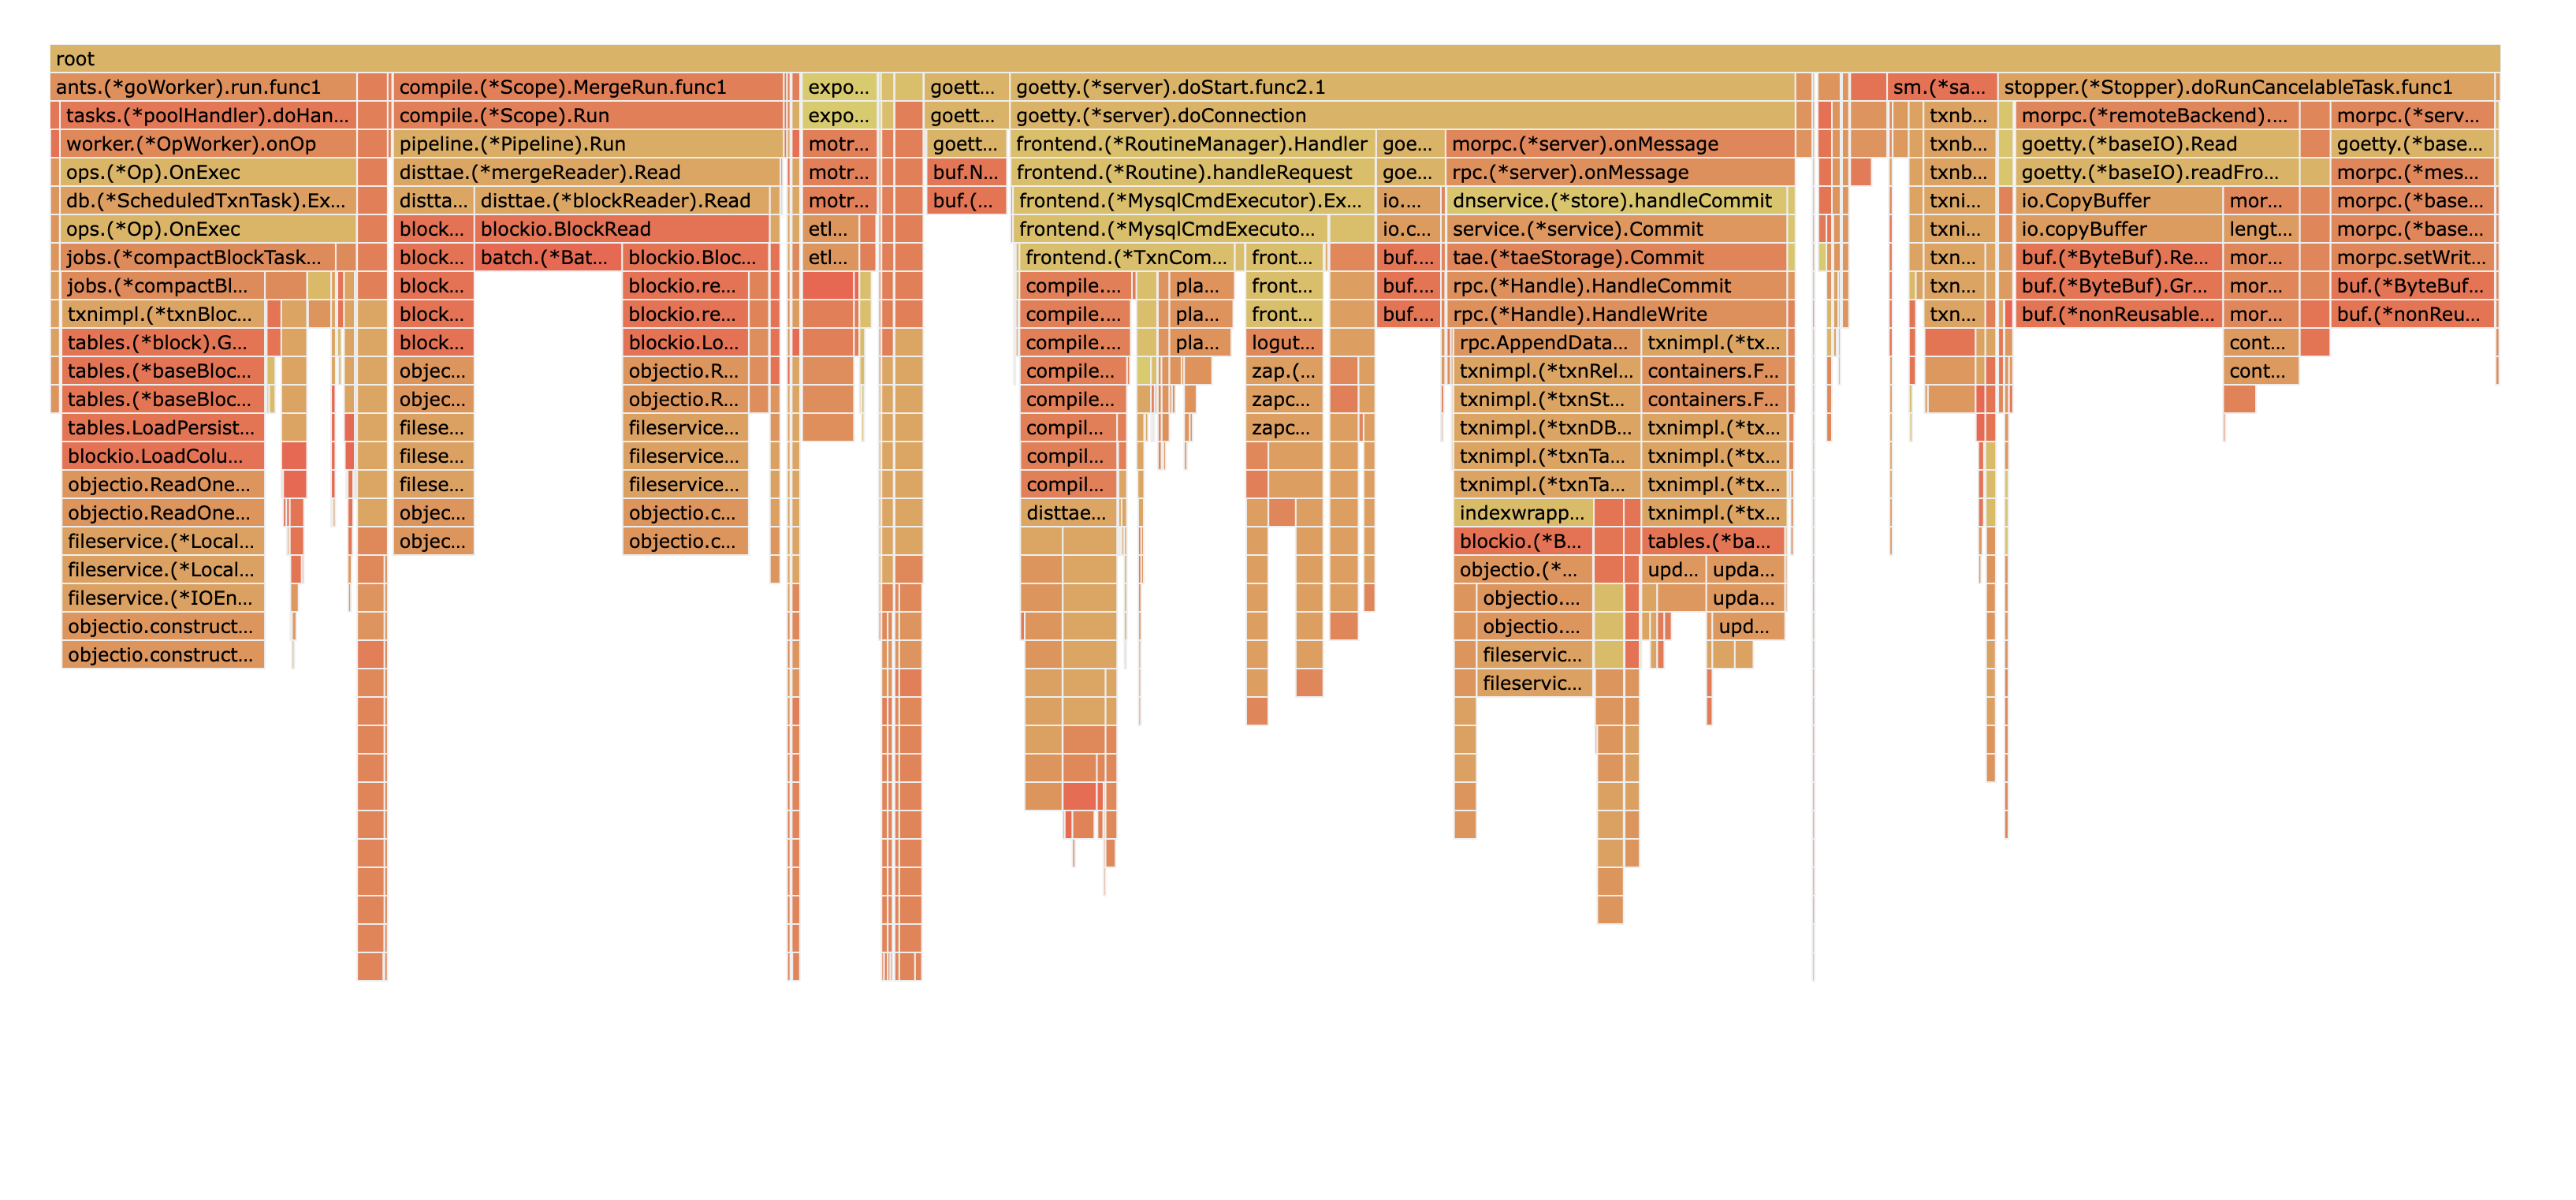 root
ants.(*goWorker).run.func1 compile.(*Scope).MergeRun.func1 expo... goett... goetty.(*server).doStart.func2.1 sm.(*sa... stopper.(*Stopper).doRunCancelableTask.func1
tasks.(*poolHandler).doHan... compile.(*Scope).Run expo... goett... goetty.(*server).doConnection txnb... morpc.(*remoteBackend).... morpc.(*serv...
worker.(*OpWorker).onOp pipeline.(*Pipeline).Run motr... goett... frontend.(*RoutineManager).Handler goe... morpc.(*server).onMessage txnb... goetty.(*baseIO).Read goetty.(*base...
ops.(*Op).OnExec disttae.(*mergeReader).Read motr... buf.N... frontend.(*Routine).handleRequest goe... rpc.(*server).onMessage txnb... goetty.(*baseIO).readFro... morpc.(*mes...
db.(*ScheduledTxnTask).Ex... distta... disttae.(*blockReader).Read motr... buf.(... frontend.(*MysqlCmdExecutor).Ex... io.... dnservice.(*store).handleCommit txni... io.CopyBuffer mor... morpc.(*base...
ops.(*Op).OnExec block... blockio.BlockRead etl... frontend.(*MysqlCmdExecuto... io.c... service.(*service).Commit txni... io.copyBuffer lengt... morpc.(*base...
jobs.(*compactBlockTask... block... batch.(*Bat... blockio.Bloc... etl... frontend.(*TxnCom... front... buf.... tae.(*taeStorage).Commit txn... buf.(*ByteBuf).Re... mor... morpc.setWrit...
jobs.(*compactBl... block... blockio.re... compile.... pla... front... buf.... rpc.(*Handle).HandleCommit txn... buf.(*ByteBuf).Gr... mor... buf.(*ByteBuf...
txnimpl.(*txnBloc... block... blockio.re... compile.... pla... front... buf.... rpc.(*Handle).HandleWrite txn... buf.(*nonReusable... mor... buf.(*nonReu...
tables.(*block).G... block... blockio.Lo... compile.... pla... logut... rpc.AppendData... txnimpl.(*tx... cont...
tables.(*baseBloc... objec... objectio.R... compile... zap.(... txnimpl.(*txnRel... containers.F... cont...
tables.(*baseBloc... objec... objectio.R... compile... zapc... txnimpl.(*txnSt... containers.F...
tables.LoadPersist... filese... fileservice... compil... zapc... txnimpl.(*txnDB... txnimpl.(*tx...
blockio.LoadColu... filese... fileservice... compil... txnimpl.(*txnTa... txnimpl.(*tx...
objectio.ReadOne... filese... fileservice... compil... txnimpl.(*txnTa... txnimpl.(*tx...
objectio.ReadOne... objec... objectio.c... disttae... indexwrapp... txnimpl.(*tx...
fileservice.(*Local... objec... objectio.c... blockio.(*B... tables.(*ba...
fileservice.(*Local... objectio.(*... upd... upda...
fileservice.(*IOEn... objectio.... upda...
objectio.construct... objectio.... upd...
objectio.construct... fileservic...
fileservic...